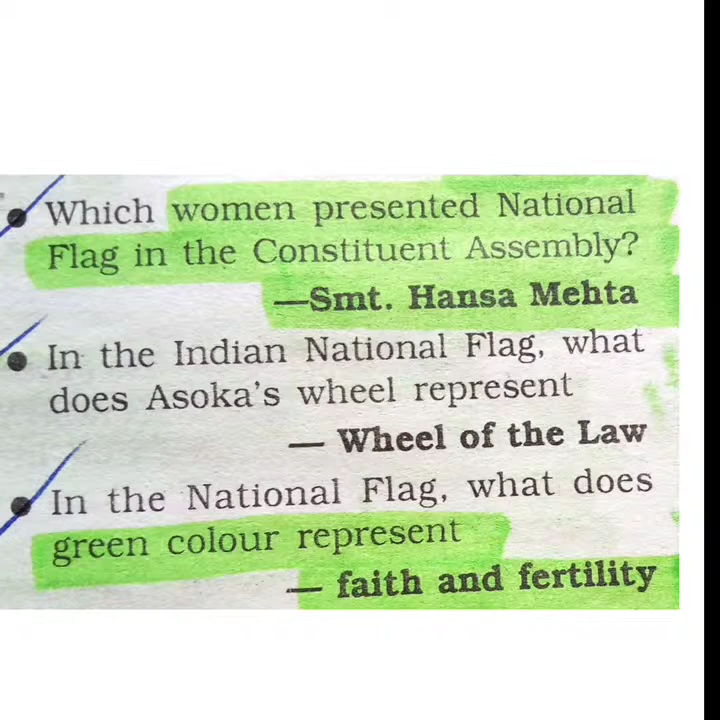 • Which women presented National
Flag in the Constituent Assembly?
—Smt. Hansa Mehta
• In the Indian National Flag, what
does Asoka's wheel represent
— Wheel of the Law
• In the National Flag, what does
green colour represent
— faith and fertility